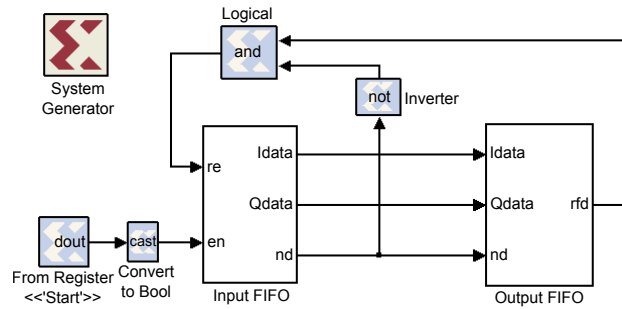 Logical
and
System
Generator
not
Inverter
re
Idata
Idata
Qdata
Qdata
rfd
dout
cast
en
nd
nd
From Register
<<'Start'>>
Convert
to Bool
Input FIFO
Output FIFO